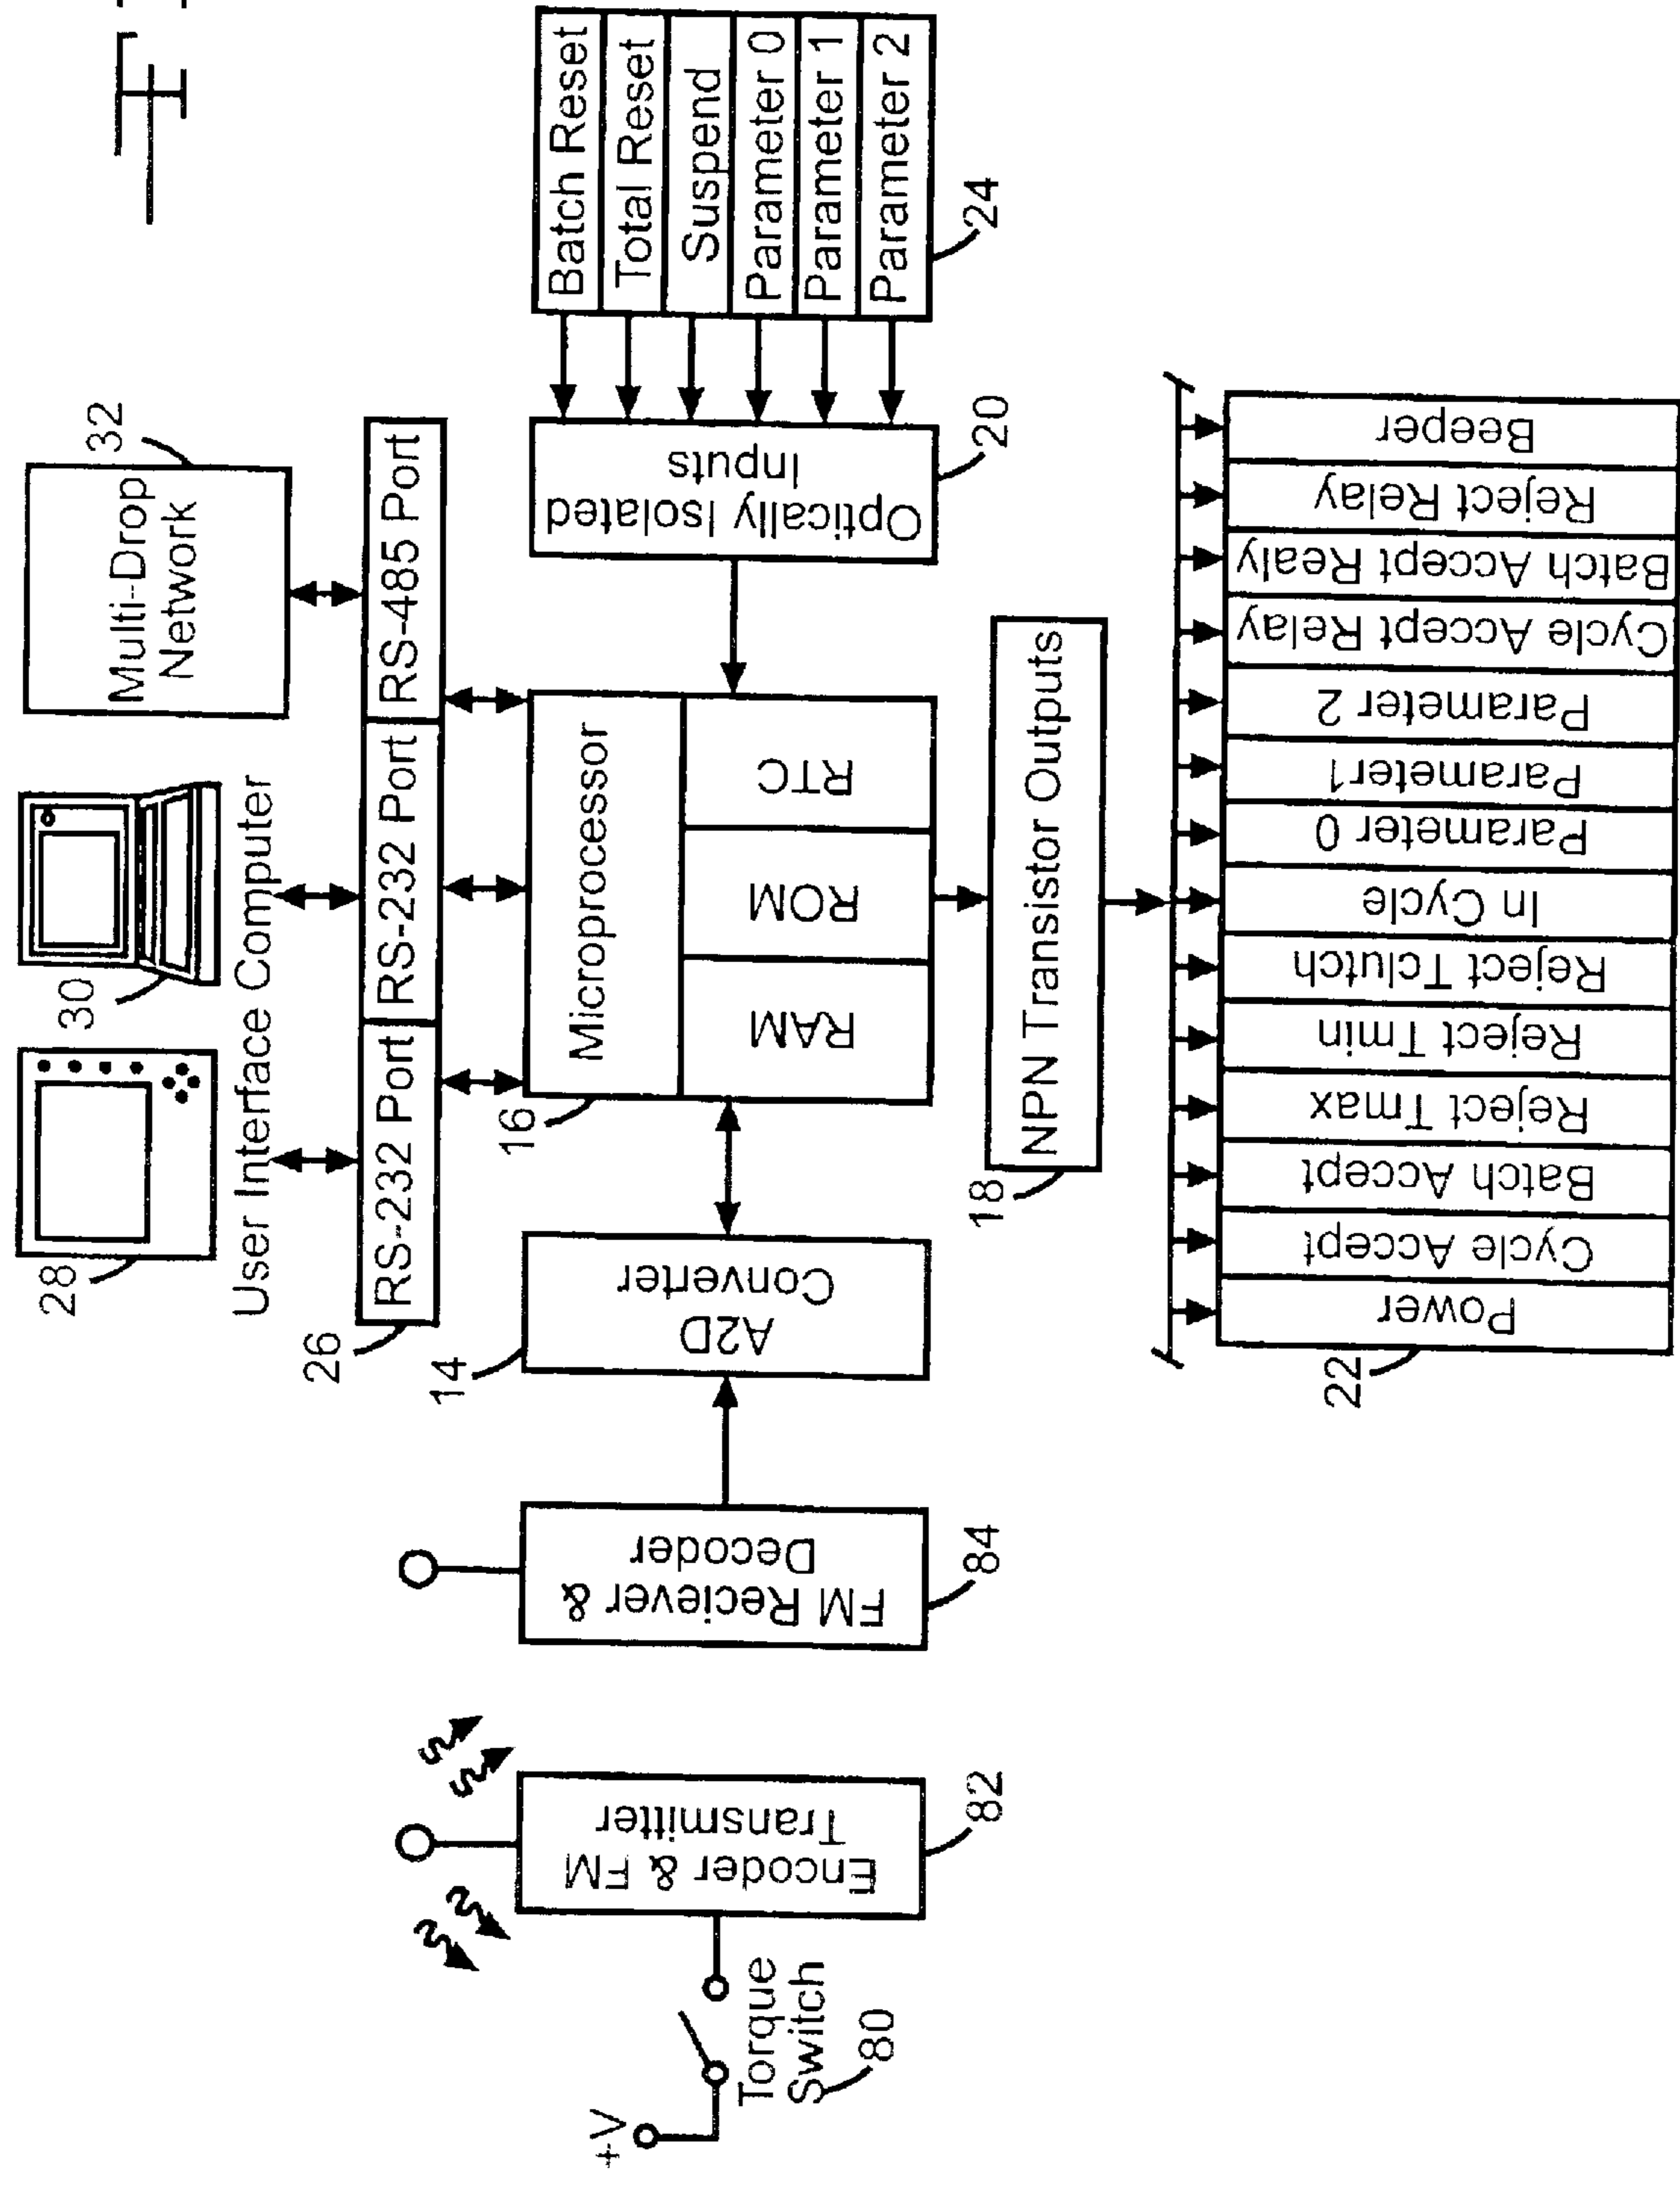 28
30
User Interface Computer
Multi-Drop
Network
32
26
RS-232 Port
RS-232 Port
RS-485 Port
16
Microprocessor
RAM
ROM
RTC
+V
Torque
Switch
80
Encoder & FM
Transmitter
82
FM Reciever &
Decoder
84
14
A2D
Converter
Optically Isolated
Inputs
20
Batch Reset
Total Reset
Suspend
Parameter 0
Parameter 1
Parameter 2
24
18
NPN Transistor Outputs
22
Power
Cycle Accept
Batch Accept
Reject Tmax
Reject Tmin
Reject Tclutch
In Cycle
Parameter 0
Parameter1
Parameter 2
Cycle Accept Relay
Batch Accept Realy
Reject Relay
Beeper